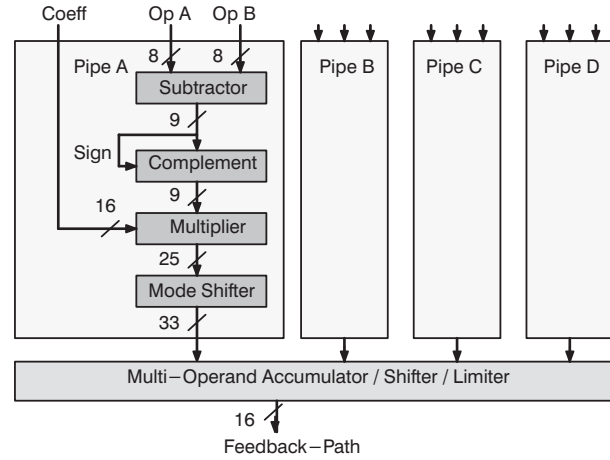 Coeff Op A Op B
Pipe A 8 8 Pipe B Pipe C Pipe D
Subtractor
9
Sign
Complement
9
16
Multiplier
25
Mode Shifter
33
Multi−Operand Accumulator / Shifter / Limiter
16
Feedback−Path